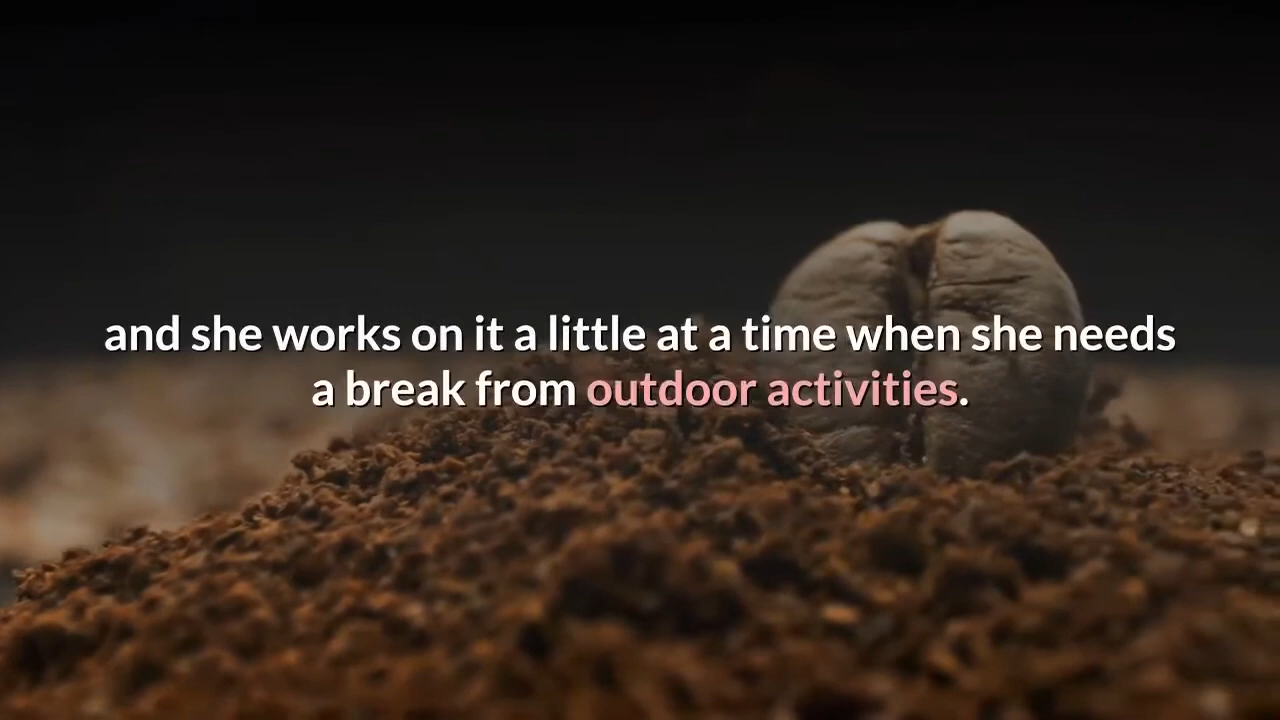 and she works on it a little at a time when she needs
a break from outdoor activities.